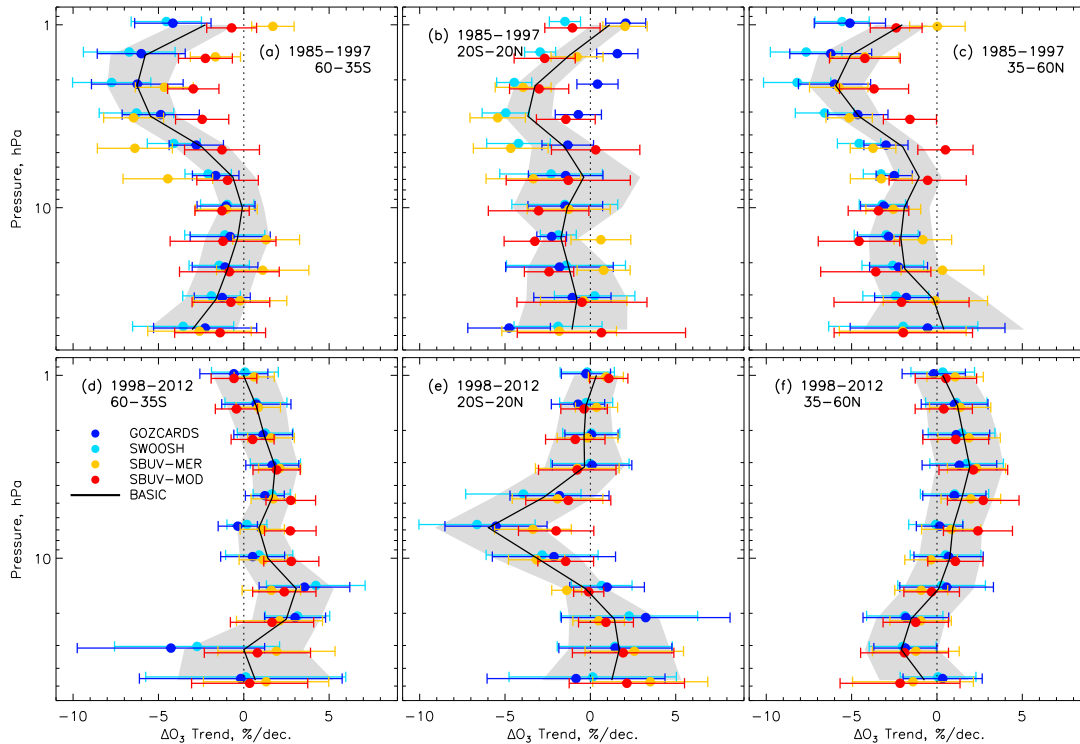 1
10
Pressure, hPa
(a) 1985-1997
60-35S
(b) 1985-1997
20S-20N
(c) 1985-1997
35-60N
1
10
Pressure, hPa
(d) 1998-2012
60-35S
GOZCARDS
SWOOSH
SBUV-MER
SBUV-MOD
BASIC
(e) 1998-2012
20S-20N
(f) 1998-2012
35-60N
-10 -5 0 5
-10 -5 0 5
-10 -5 0 5
ΔO₃ Trend, %/dec.
ΔO₃ Trend, %/dec.
ΔO₃ Trend, %/dec.